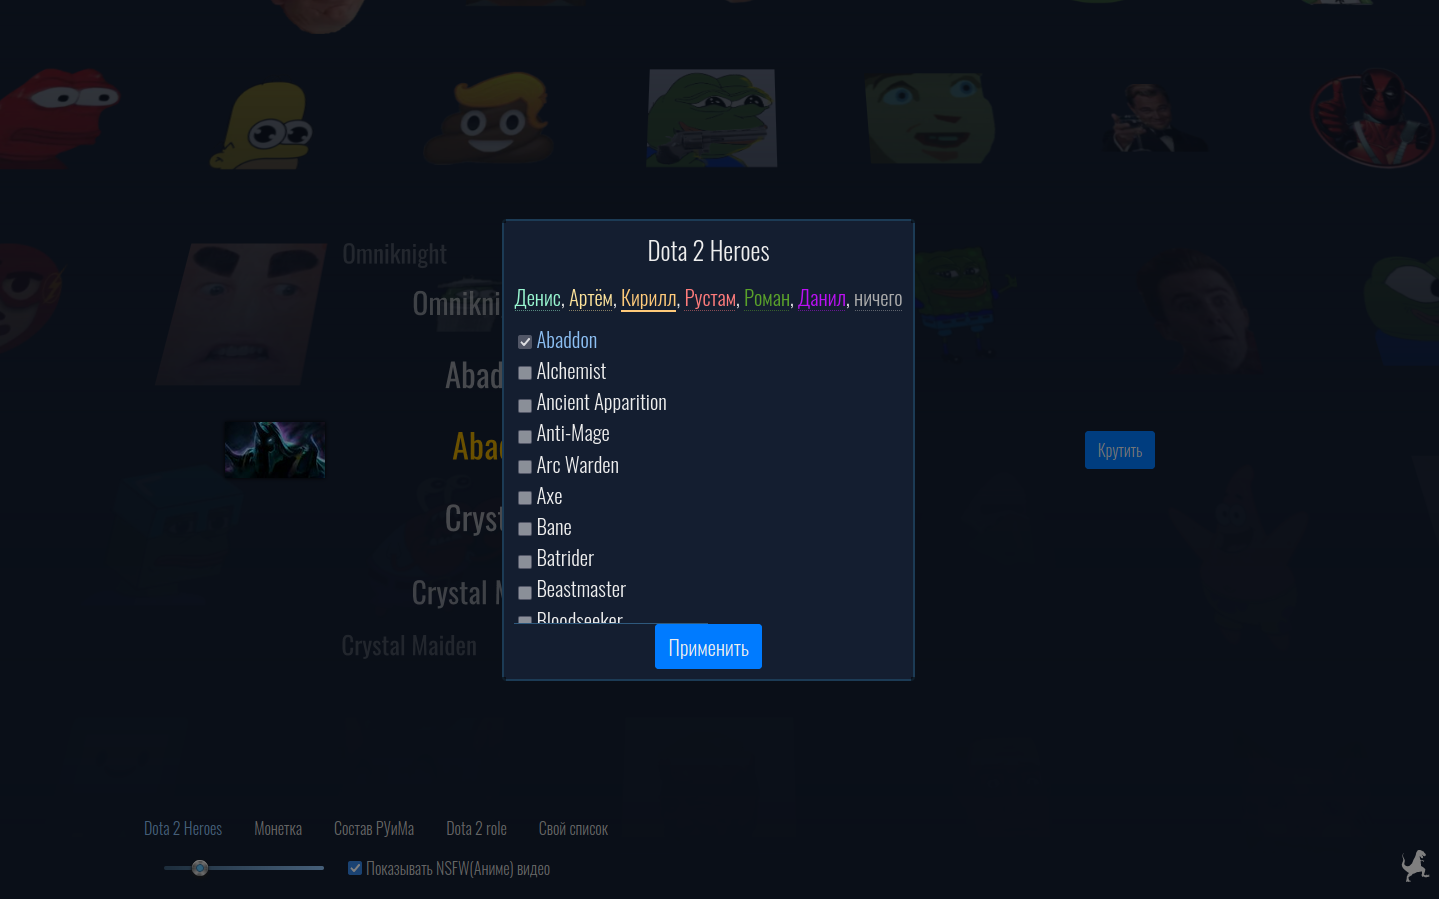 Dota 2 Heroes
Денис, Артём, Кирилл, Рустам, Роман, Данил, ничего
Abaddon
Alchemist
Ancient Apparition
Anti-Mage
Arc Warden
Axe
Bane
Batrider
Beastmaster
Bloodseeker
Применить
Omniknight
Omnikni
Abad
Abad
Cryst
Crystal M
Crystal Maiden
Крутить
Dota 2 Heroes Монетка Состав РУиМа Dota 2 role Свой список
Показывать NSFW(Аниме) видео